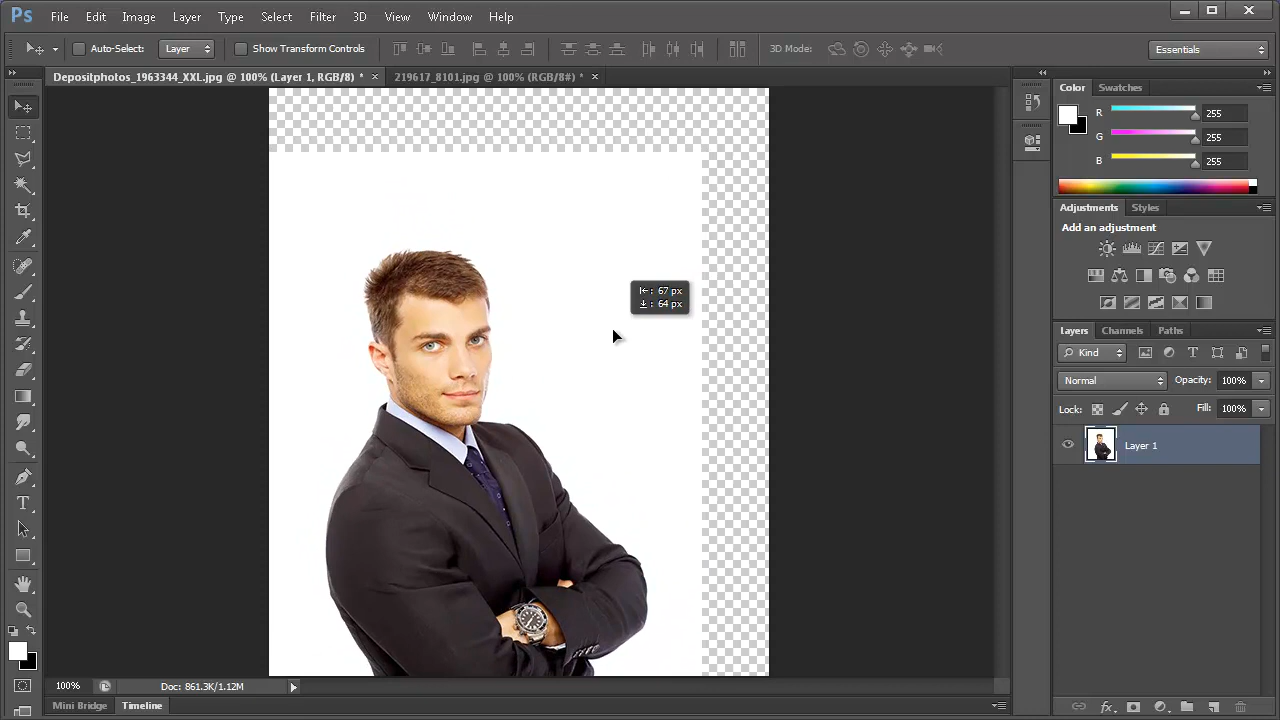 Ps File Edit Image Layer Type Select Filter 3D View Window Help
Auto-Select: Layer Show Transform Controls 3D Mode: Essentials
Depositphotos_1963344_XXL.jpg @ 100% (Layer 1, RGB/8) * × 219617_8101.jpg @ 100% (RGB/8#) * ×
Color Swatches
R 255
G 255
B 255
Adjustments Styles
Add an adjustment
: 67 px
: 64 px
Layers Channels Paths
Kind
Normal Opacity: 100%
Lock: Fill: 100%
Layer 1
100% Doc: 861.3K/1.12M
Mini Bridge Timeline